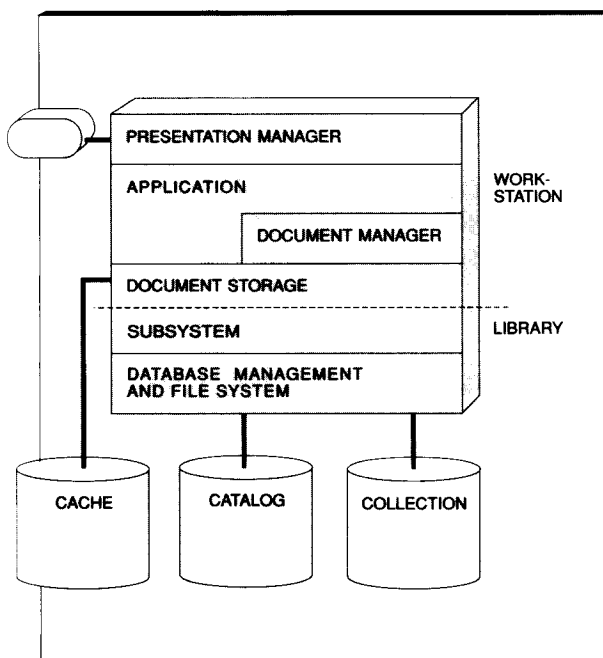 PRESENTATION MANAGER
APPLICATION
WORK-
STATION
DOCUMENT MANAGER
DOCUMENT STORAGE
SUBSYSTEM
LIBRARY
DATABASE MANAGEMENT
AND FILE SYSTEM
CACHE
CATALOG
COLLECTION